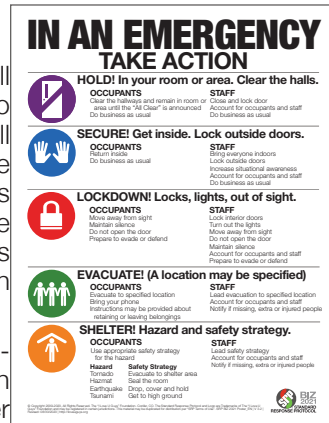 IN AN EMERGENCY
TAKE ACTION
HOLD! In your room or area. Clear the halls.
OCCUPANTS
Clear the hallways and remain in room or
area until the “All Clear” is announced
Do business as usual
STAFF
Close and lock door
Account for occupants and staff
Do business as usual
SECURE! Get inside. Lock outside doors.
OCCUPANTS
Return inside
Do business as usual
STAFF
Bring everyone indoors
Lock outside doors
Increase situational awareness
Account for occupants and staff
Do business as usual
LOCKDOWN! Locks, lights, out of sight.
OCCUPANTS
Move away from sight
Maintain silence
Do not open the door
Prepare to evade or defend
STAFF
Lock interior doors
Turn out the lights
Move away from sight
Do not open the door
Maintain silence
Account for occupants and staff
Prepare to evade or defend
EVACUATE! (A location may be specified)
OCCUPANTS
Evacuate to specified location
Bring your phone
Instructions may be provided about
retaining or leaving belongings
STAFF
Lead evacuation to specified location
Account for occupants and staff
Notify if missing, extra or injured people
SHELTER! Hazard and safety strategy.
OCCUPANTS
Use appropriate safety strategy
for the hazard
Hazard Safety Strategy
Tornado Evacuate to shelter area
Hazmat Seal the room
Earthquake Drop, cover and hold
Tsunami Get to high ground
STAFF
Lead safety strategy
Account for occupants and staff
Notify if missing, extra or injured people
BIZ
2021
STANDARD
RESPONSE PROTOCOL